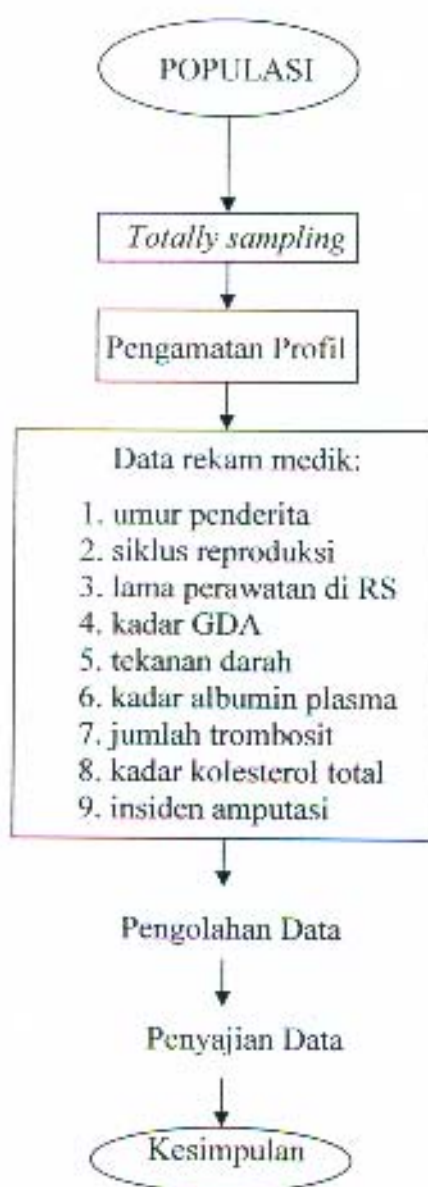 POPULASI
Totally sampling
Pengamatan Profil
Data rekam medik:
1. umur penderita
2. siklus reproduksi
3. lama perawatan di RS
4. kadar GDA
5. tekanan darah
6. kadar albumin plasma
7. jumlah trombosit
8. kadar kolesterol total
9. insiden amputasi
Pengolahan Data
Penyajian Data
Kesimpulan